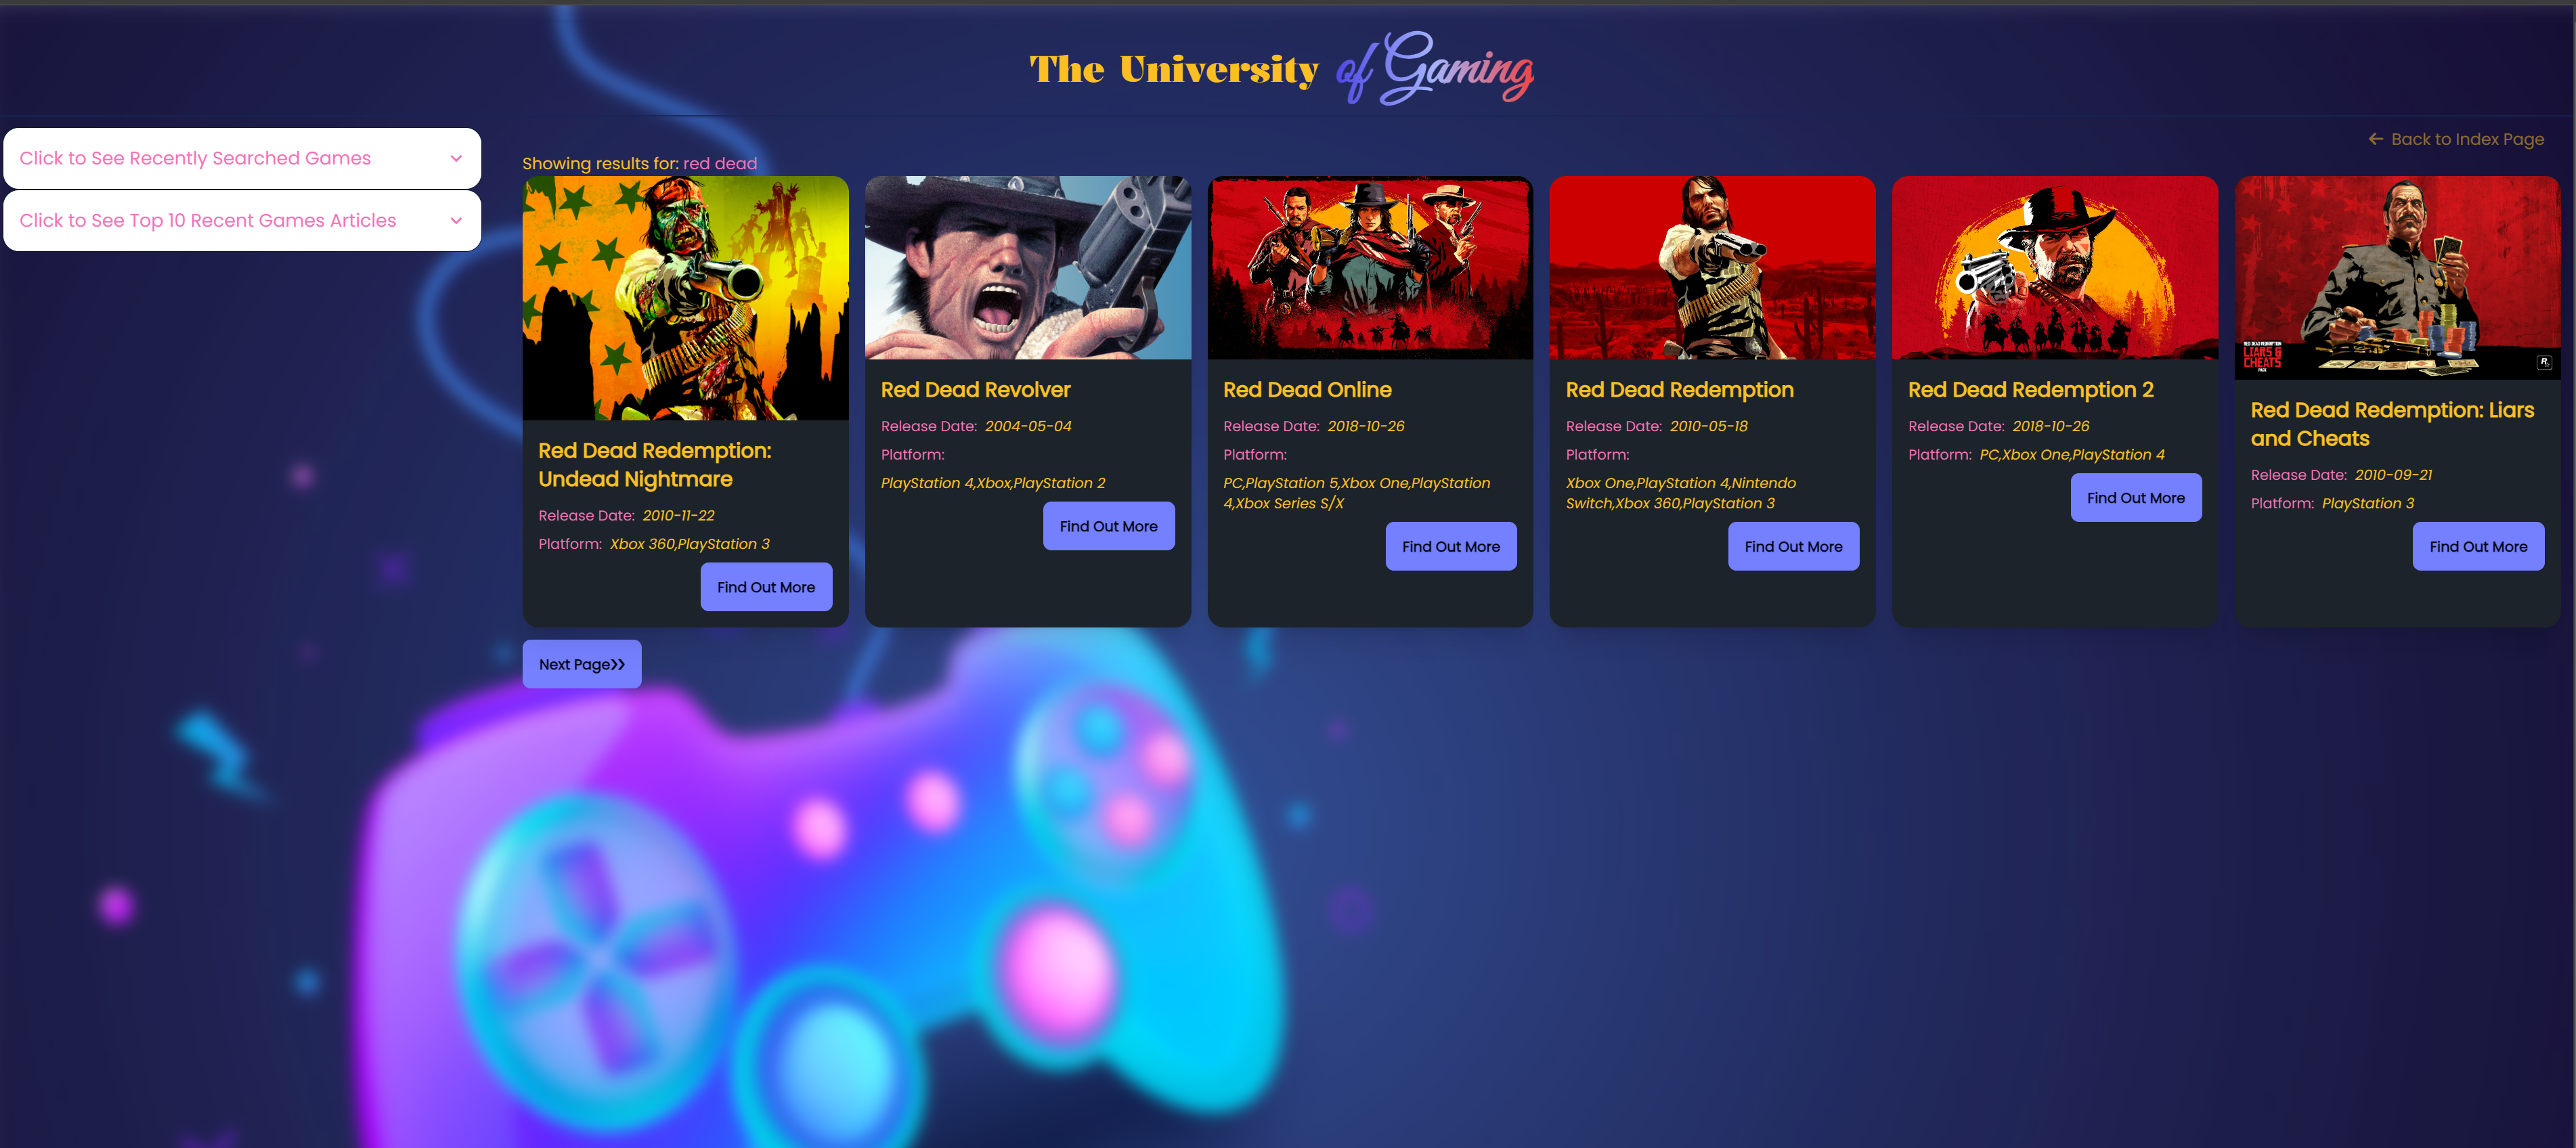 The University of Gaming
Click to See Recently Searched Games
Click to See Top 10 Recent Games Articles
← Back to Index Page
Showing results for: red dead
Red Dead Redemption:
Undead Nightmare
Release Date: 2010-11-22
Platform: Xbox 360,PlayStation 3
Find Out More
Red Dead Revolver
Release Date: 2004-05-04
Platform:
PlayStation 4,Xbox,PlayStation 2
Find Out More
Red Dead Online
Release Date: 2018-10-26
Platform:
PC,PlayStation 5,Xbox One,PlayStation
4,Xbox Series S/X
Find Out More
Red Dead Redemption
Release Date: 2010-05-18
Platform:
Xbox One,PlayStation 4,Nintendo
Switch,Xbox 360,PlayStation 3
Find Out More
Red Dead Redemption 2
Release Date: 2018-10-26
Platform: PC,Xbox One,PlayStation 4
Find Out More
RED DEAD REDEMPTION
LIARS &
CHEATS
PACK
R
Red Dead Redemption: Liars
and Cheats
Release Date: 2010-09-21
Platform: PlayStation 3
Find Out More
Next Page»